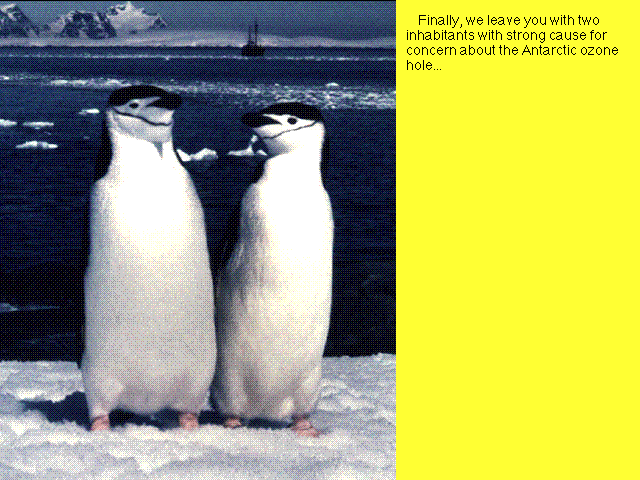 Finally, we leave you with two
inhabitants with strong cause for
concern about the Antarctic ozone
hole...